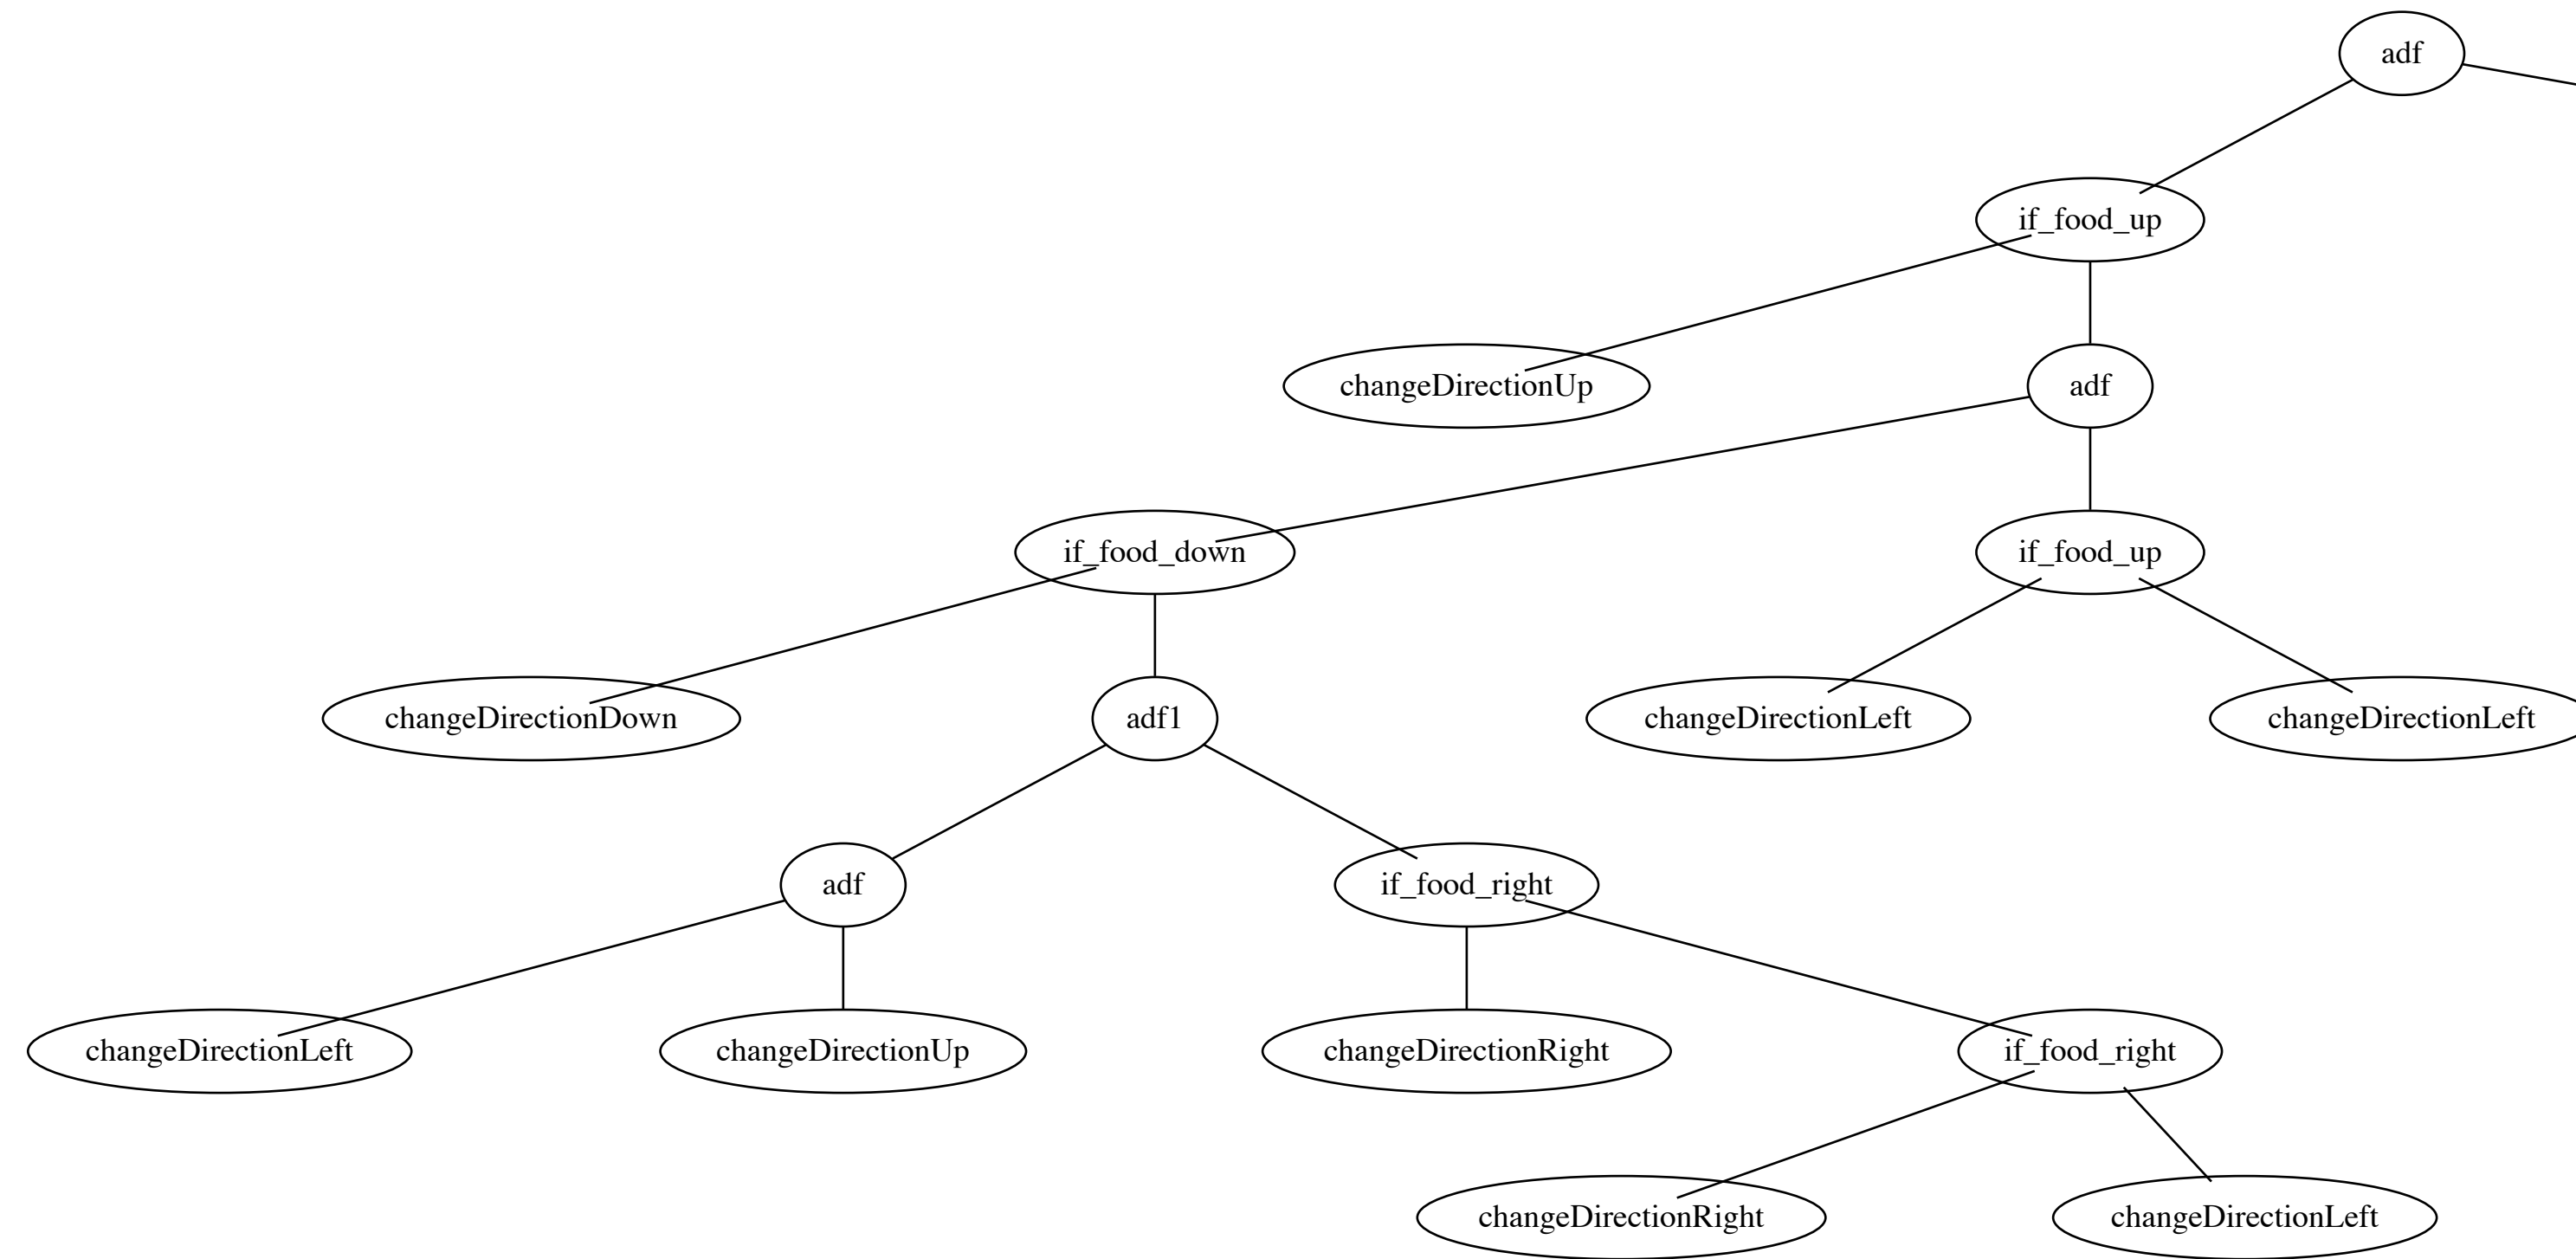 adf
if_food_up
changeDirectionUp
adf
if_food_down
if_food_up
changeDirectionDown
adf1
changeDirectionLeft
changeDirectionLeft
adf
if_food_right
changeDirectionLeft
changeDirectionUp
changeDirectionRight
if_food_right
changeDirectionRight
changeDirectionLeft